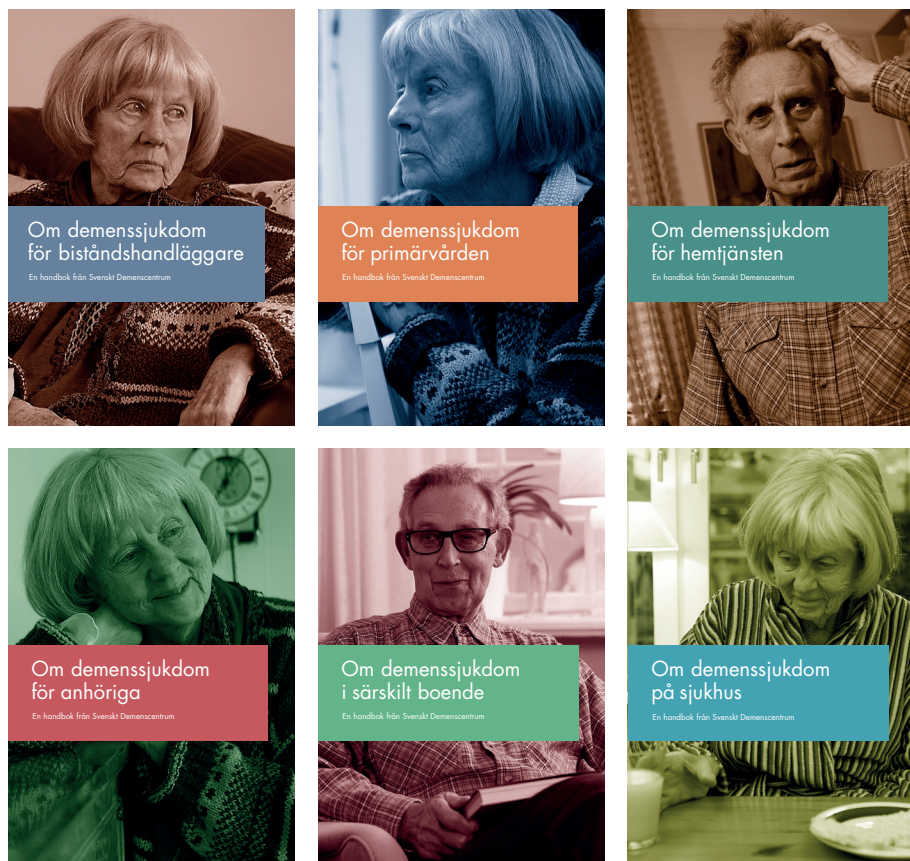 Om demenssjukdom
för biståndshandläggare
En handbok från Svenskt Demenscentrum
Om demenssjukdom
för primärvården
En handbok från Svenskt Demenscentrum
Om demenssjukdom
för hemtjänsten
En handbok från Svenskt Demenscentrum
Om demenssjukdom
för anhöriga
En handbok från Svenskt Demenscentrum
Om demenssjukdom
i särskilt boende
En handbok från Svenskt Demenscentrum
Om demenssjukdom
på sjukhus
En handbok från Svenskt Demenscentrum